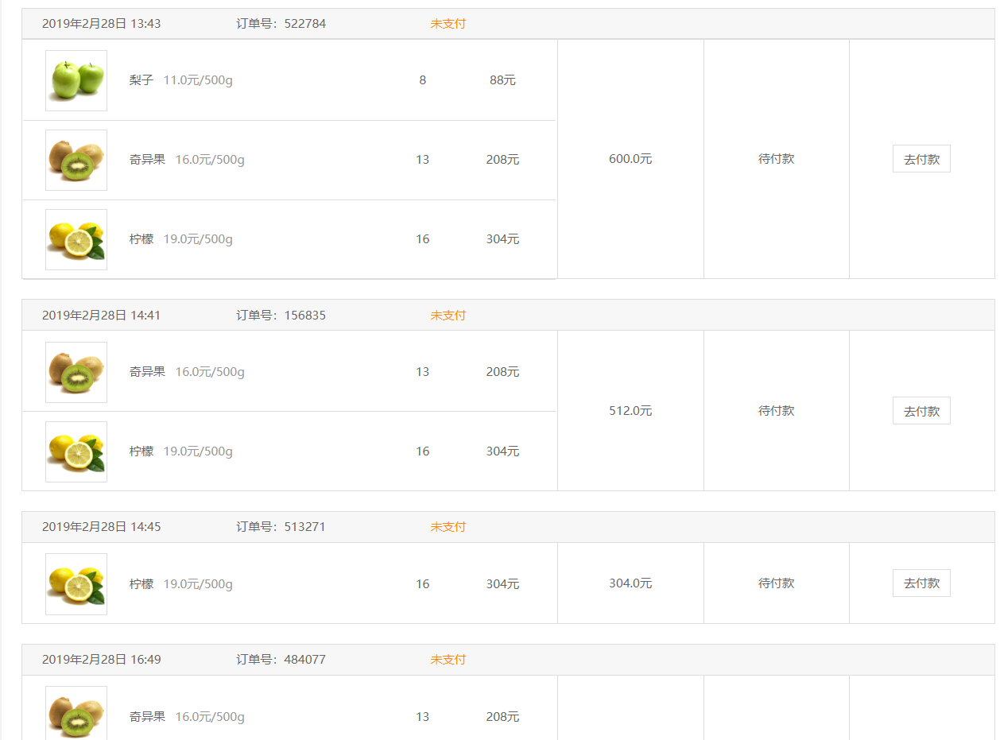 2019年2月28日 13:43 订单号：522784 未支付
梨子 11.0元/500g 8 88元
奇异果 16.0元/500g 13 208元 600.0元 待付款 去付款
柠檬 19.0元/500g 16 304元
2019年2月28日 14:41 订单号：156835 未支付
奇异果 16.0元/500g 13 208元
512.0元 待付款 去付款
柠檬 19.0元/500g 16 304元
2019年2月28日 14:45 订单号：513271 未支付
柠檬 19.0元/500g 16 304元 304.0元 待付款 去付款
2019年2月28日 16:49 订单号：484077 未支付
奇异果 16.0元/500g 13 208元